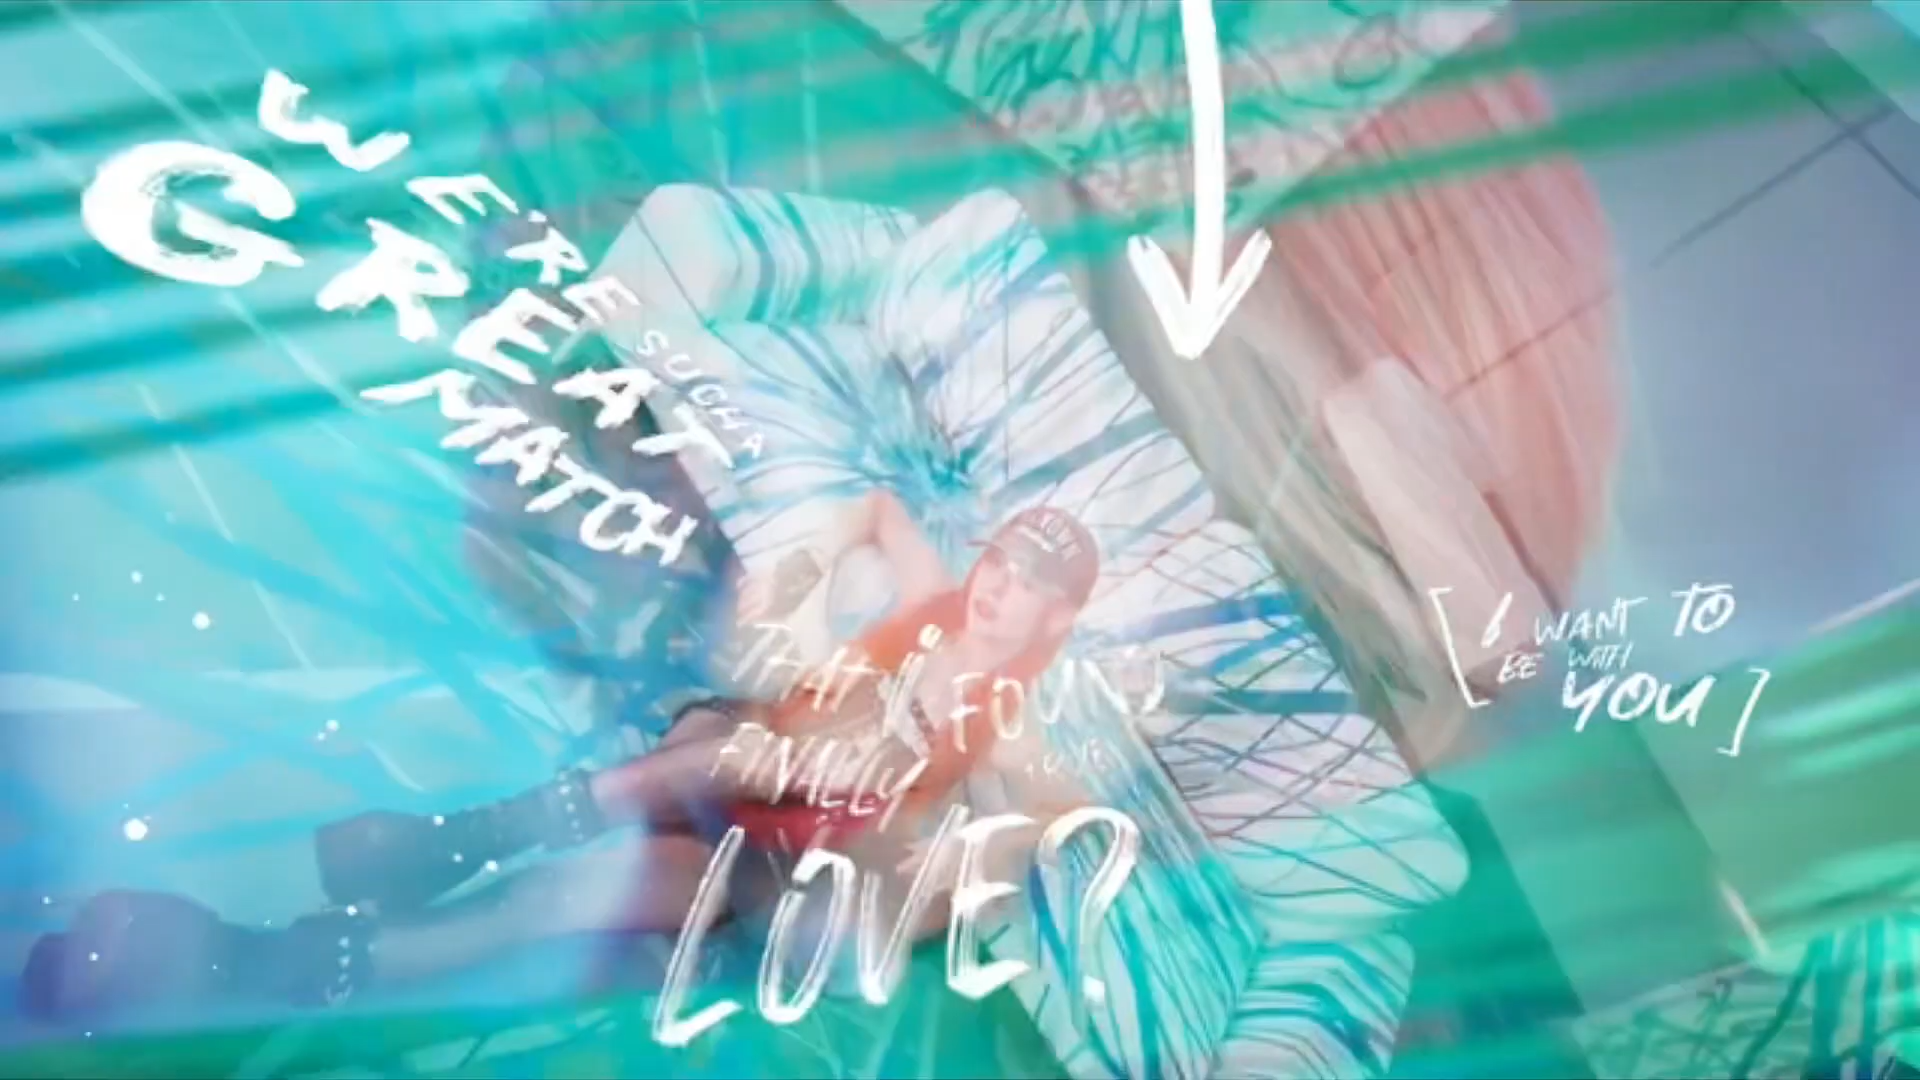 WE'RE SUCH A
GREAT
MATCH
THAT I FOUND
FINALLY
LOVE?
[ I WANT TO
BE WITH
YOU ]